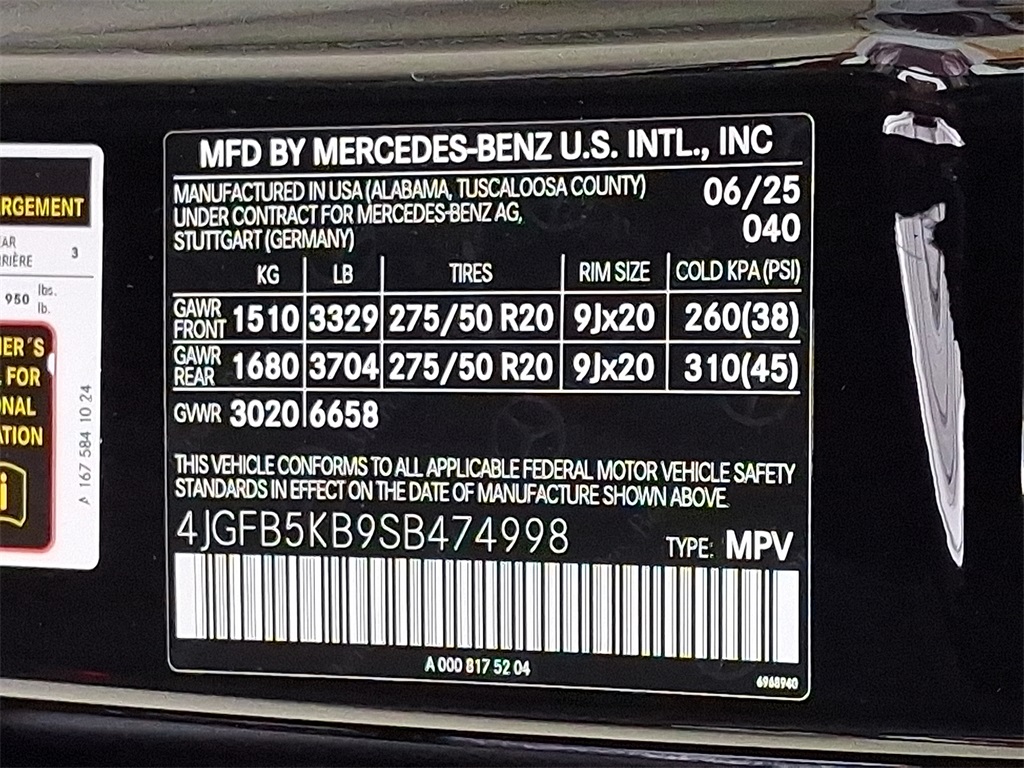 RGEMENT
3
950
lbs.
lb.
FOR
A 167 584 10 24
MFD BY MERCEDES-BENZ U.S. INTL., INC
MANUFACTURED IN USA (ALABAMA, TUSCALOOSA COUNTY)
UNDER CONTRACT FOR MERCEDES-BENZ AG,
STUTTGART (GERMANY)
06/25
040
KG LB TIRES RIM SIZE COLD KPA (PSI)
GAWR FRONT 1510 3329 275/50 R20 9Jx20 260(38)
GAWR REAR 1680 3704 275/50 R20 9Jx20 310(45)
GVWR 3020 6658
THIS VEHICLE CONFORMS TO ALL APPLICABLE FEDERAL MOTOR VEHICLE SAFETY
STANDARDS IN EFFECT ON THE DATE OF MANUFACTURE SHOWN ABOVE.
4JGFB5KB9SB474998
TYPE: MPV
A 000 817 52 04
6968940